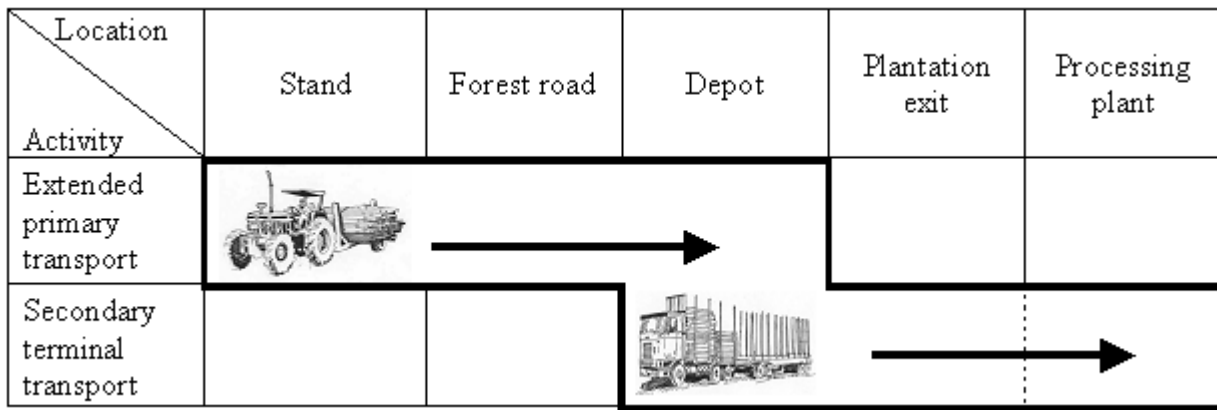 Location
Activity
Stand
Forest road
Depot
Plantation
exit
Processing
plant
Extended
primary
transport
Secondary
terminal
transport